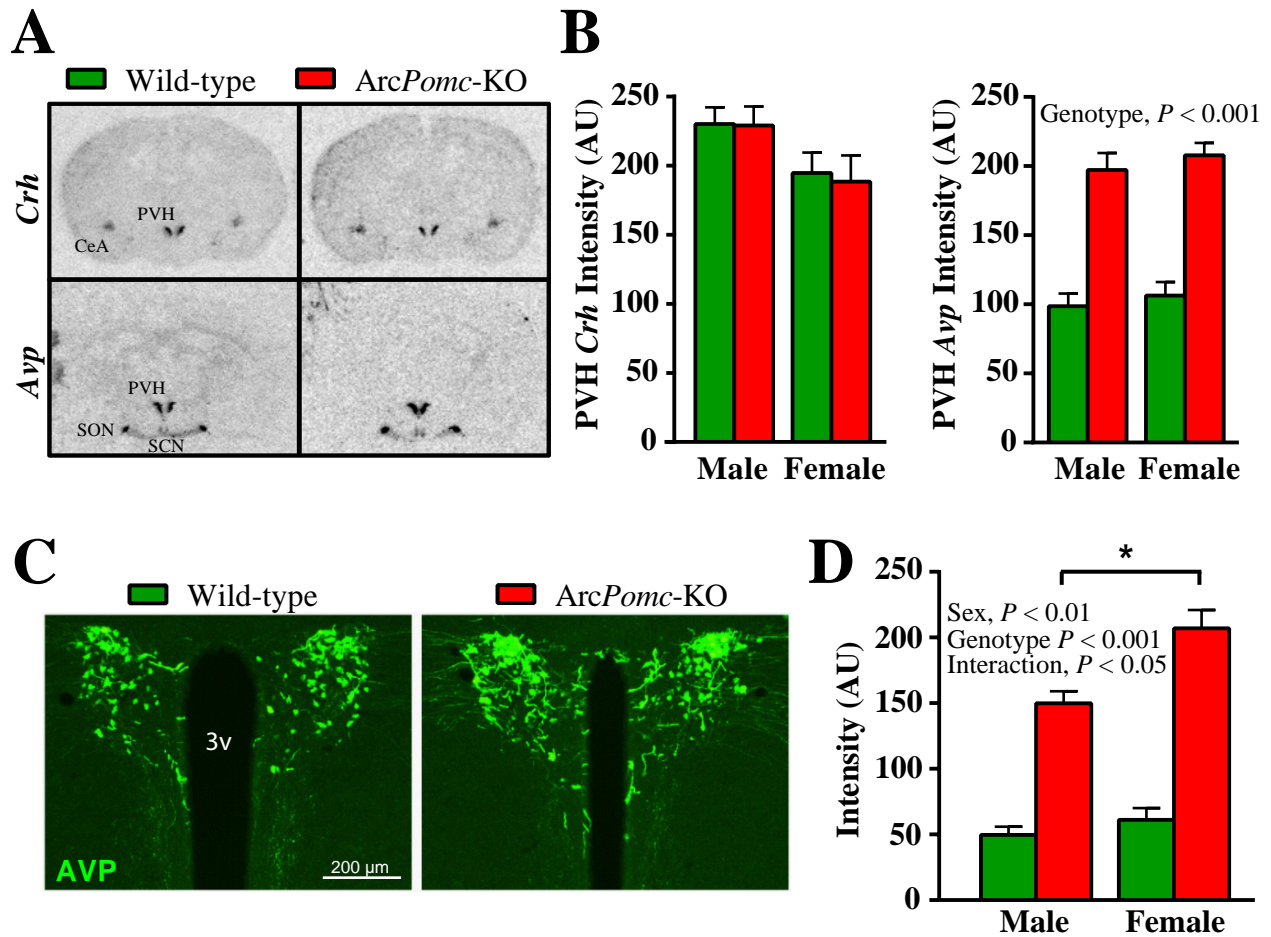 A
Wild-type
ArcPomc-KO
Crh
PVH
CeA
Avp
PVH
SON
SCN
B
PVH Crh Intensity (AU)
250
200
150
100
50
0
Male Female
PVH Avp Intensity (AU)
250
200
150
100
50
0
Genotype, P < 0.001
Male Female
C
Wild-type
ArcPomc-KO
3v
AVP
200 µm
D
Intensity (AU)
250
200
150
100
50
0
*
Sex, P < 0.01
Genotype P < 0.001
Interaction, P < 0.05
Male Female